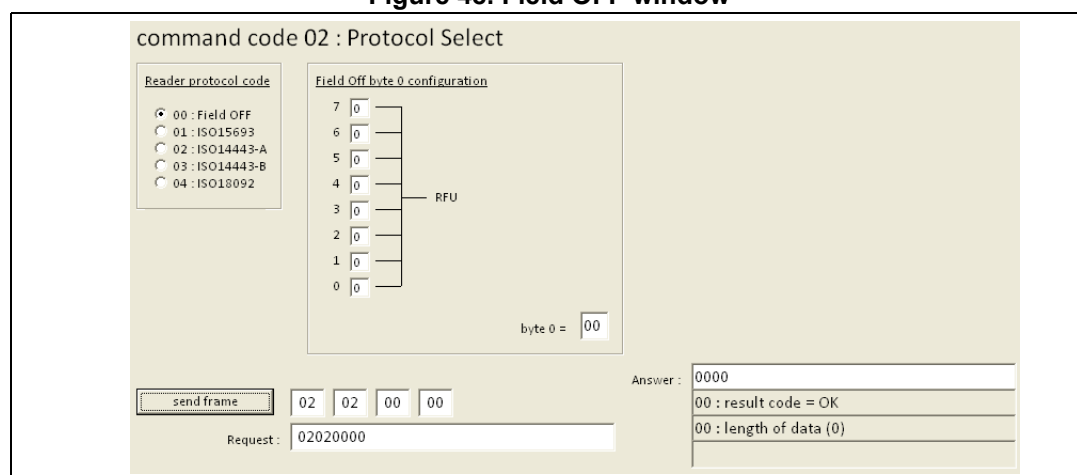 command code 02 : Protocol Select
Reader protocol code
00 : Field OFF
01 : ISO15693
02 : ISO14443-A
03 : ISO14443-B
04 : ISO18092
Field Off byte 0 configuration
7 0
6 0
5 0
4 0
RFU
3 0
2 0
1 0
0 0
byte 0 = 00
send frame 02 02 00 00
Request : 02020000
Answer : 0000
00 : result code = OK
00 : length of data (0)